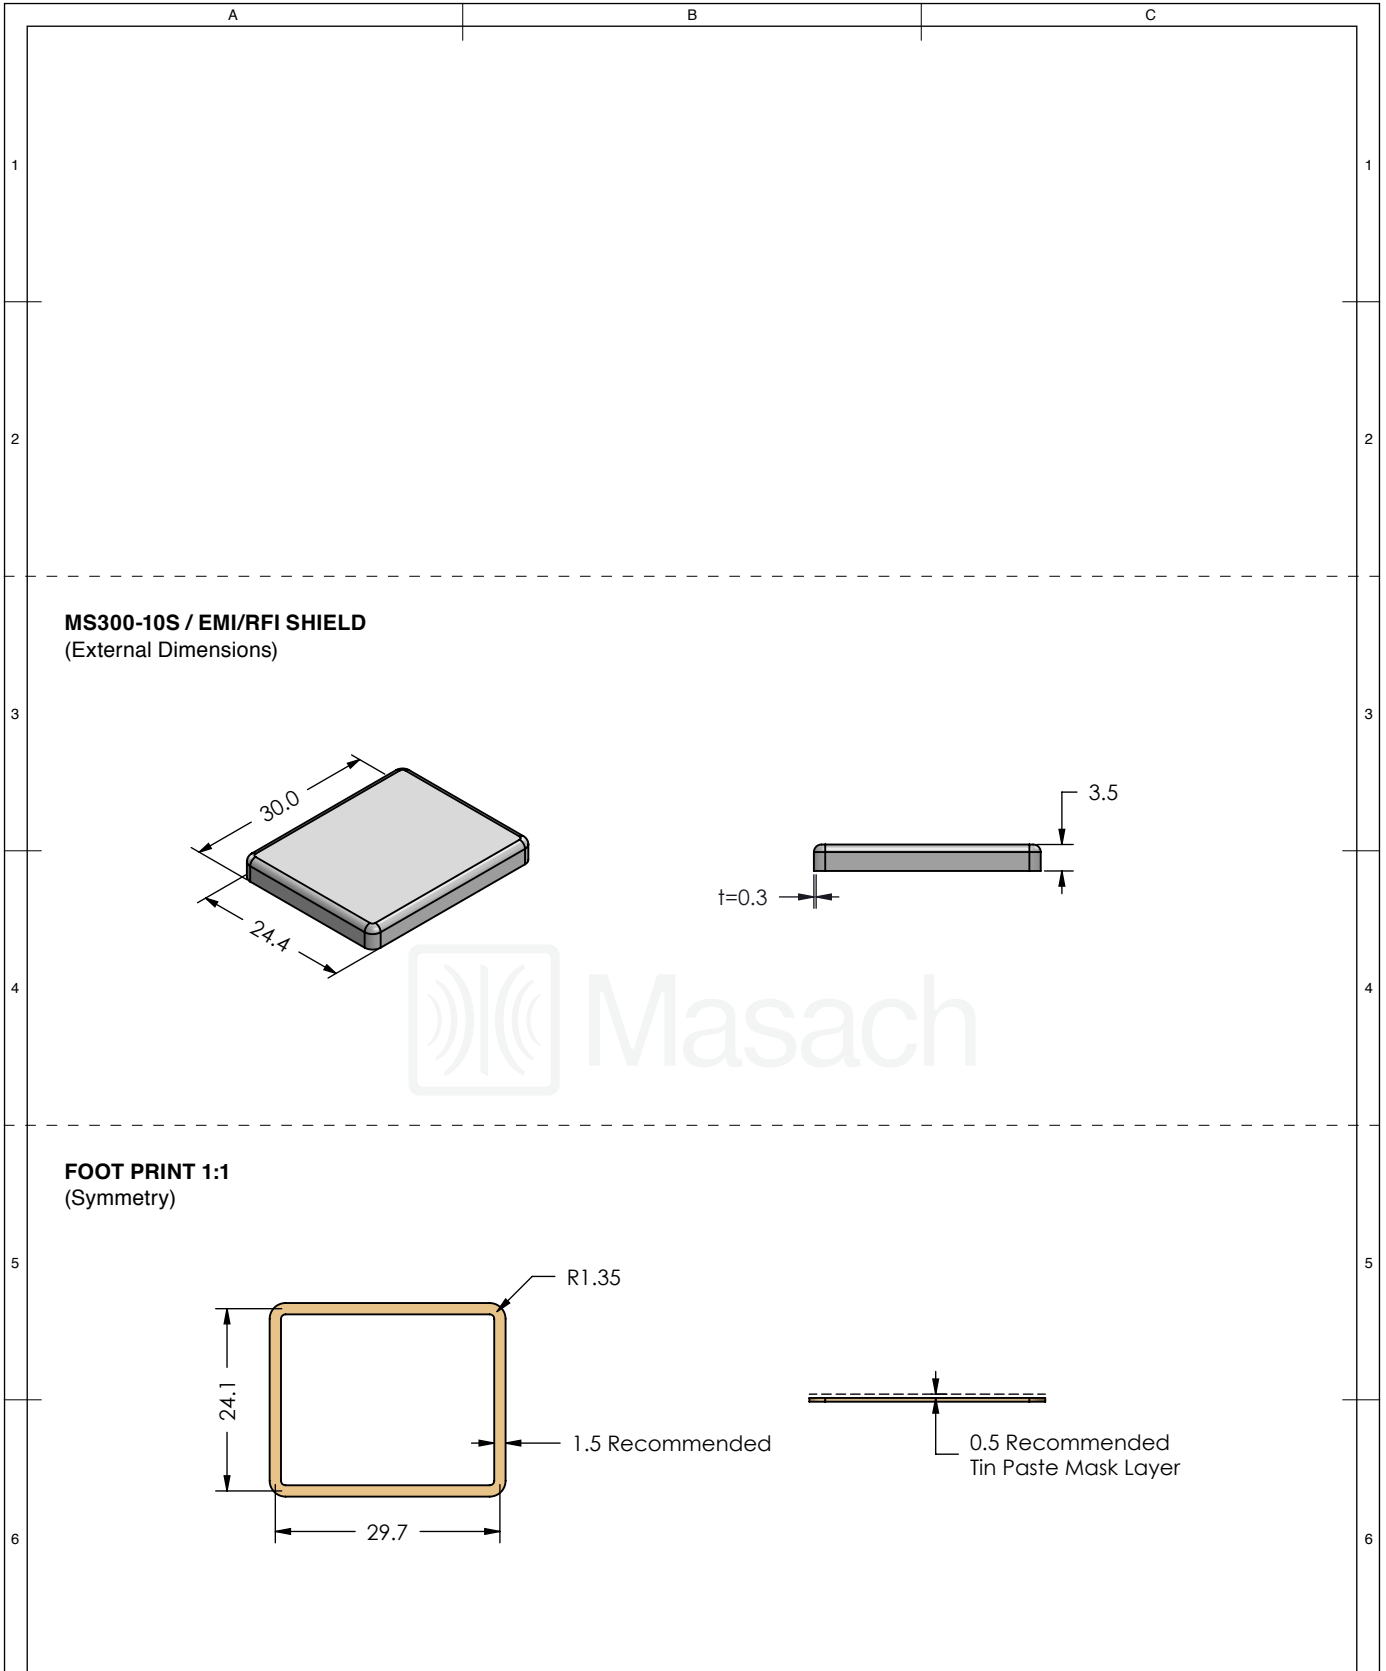 A B C
1 1
2 2
MS300-10S / EMI/RFI SHIELD
(External Dimensions)
3 3
30.0
3.5
t=0.3
24.4
Masach
4 4
FOOT PRINT 1:1
(Symmetry)
5 5
R1.35
24.1
1.5 Recommended
0.5 Recommended
Tin Paste Mask Layer
29.7
6 6